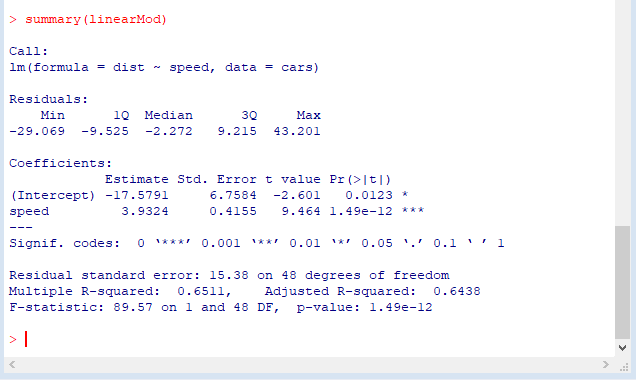 > summary(linearMod)
Call:
lm(formula = dist ~ speed, data = cars)
Residuals:
    Min      1Q  Median      3Q     Max
-29.069  -9.525  -2.272   9.215  43.201
Coefficients:
            Estimate Std. Error t value Pr(>|t|)
(Intercept) -17.5791     6.7584  -2.601   0.0123 *
speed         3.9324     0.4155   9.464 1.49e-12 ***
---
Signif. codes:  0 ‘***’ 0.001 ‘**’ 0.01 ‘*’ 0.05 ‘.’ 0.1 ‘ ’ 1
Residual standard error: 15.38 on 48 degrees of freedom
Multiple R-squared:  0.6511,    Adjusted R-squared:  0.6438
F-statistic: 89.57 on 1 and 48 DF,  p-value: 1.49e-12
>